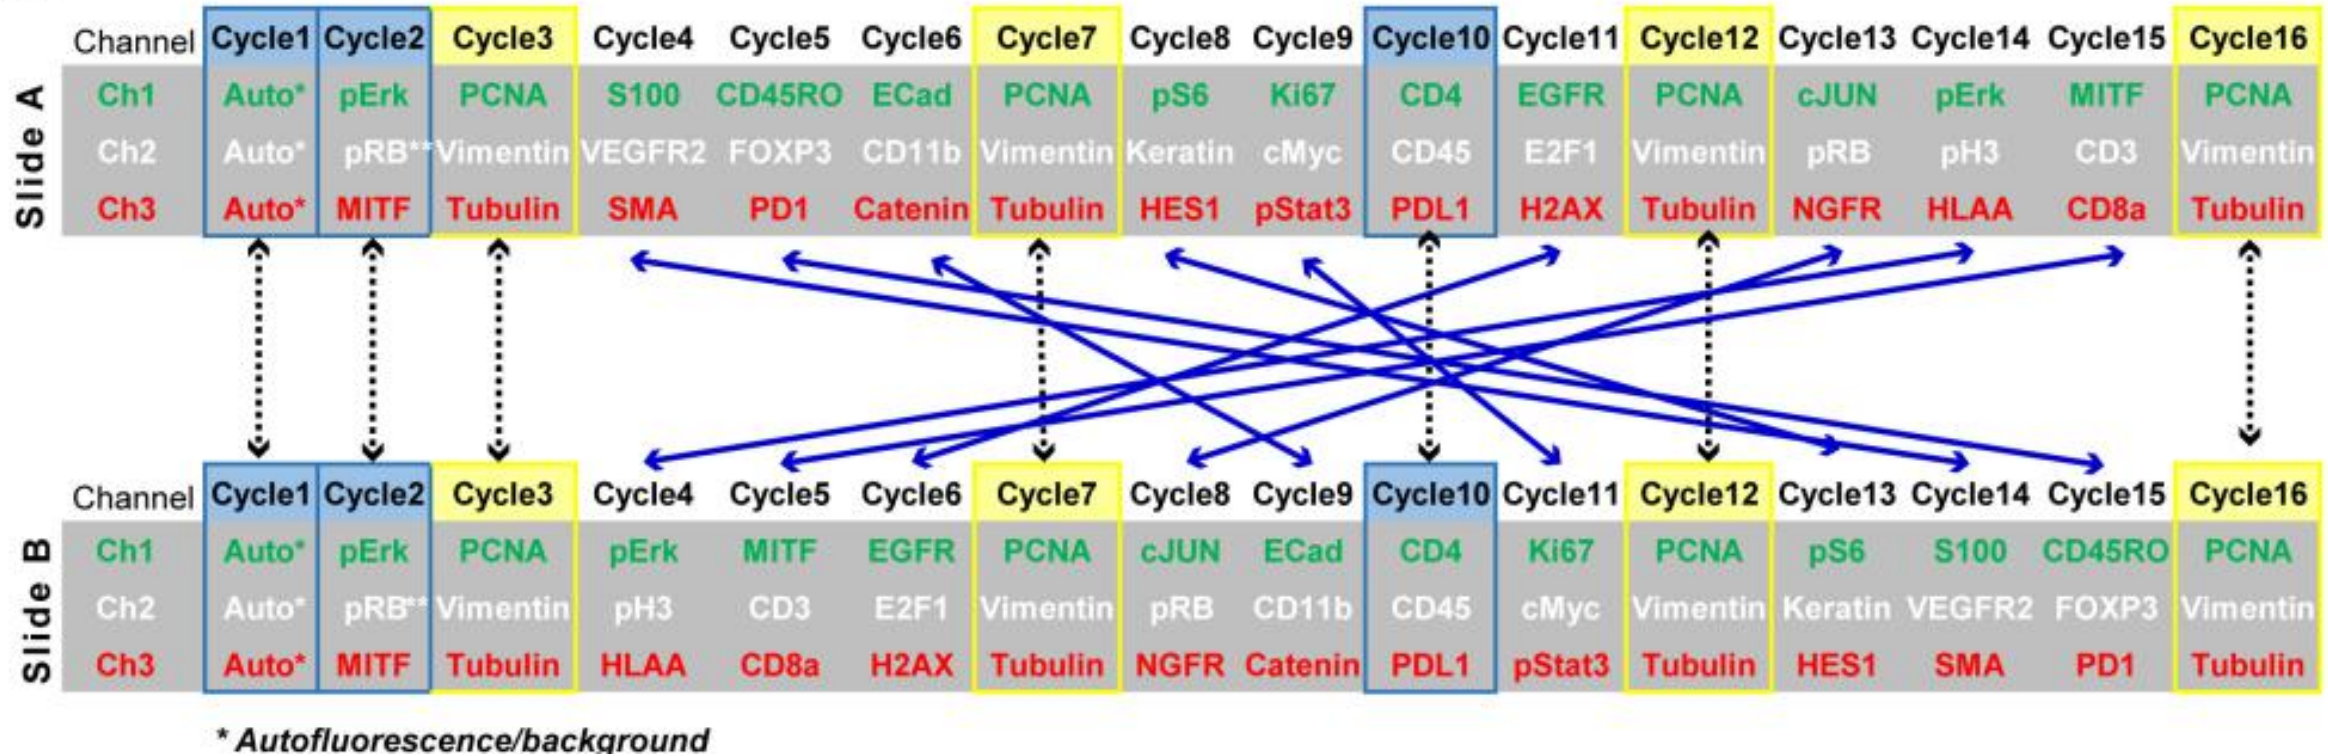 Channel Cycle1 Cycle2 Cycle3 Cycle4 Cycle5 Cycle6 Cycle7 Cycle8 Cycle9 Cycle10 Cycle11 Cycle12 Cycle13 Cycle14 Cycle15 Cycle16
Slide A
Ch1 Auto* pErk PCNA S100 CD45RO ECad PCNA pS6 Ki67 CD4 EGFR PCNA cJUN pErk MITF PCNA
Ch2 Auto* pRB** Vimentin VEGFR2 FOXP3 CD11b Vimentin Keratin cMyc CD45 E2F1 Vimentin pRB pH3 CD3 Vimentin
Ch3 Auto* MITF Tubulin SMA PD1 Catenin Tubulin HES1 pStat3 PDL1 H2AX Tubulin NGFR HLAA CD8a Tubulin
Channel Cycle1 Cycle2 Cycle3 Cycle4 Cycle5 Cycle6 Cycle7 Cycle8 Cycle9 Cycle10 Cycle11 Cycle12 Cycle13 Cycle14 Cycle15 Cycle16
Slide B
Ch1 Auto* pErk PCNA pErk MITF EGFR PCNA cJUN ECad CD4 Ki67 PCNA pS6 S100 CD45RO PCNA
Ch2 Auto* pRB** Vimentin pH3 CD3 E2F1 Vimentin pRB CD11b CD45 cMyc Vimentin Keratin VEGFR2 FOXP3 Vimentin
Ch3 Auto* MITF Tubulin HLAA CD8a H2AX Tubulin NGFR Catenin PDL1 pStat3 Tubulin HES1 SMA PD1 Tubulin
* Autofluorescence/background